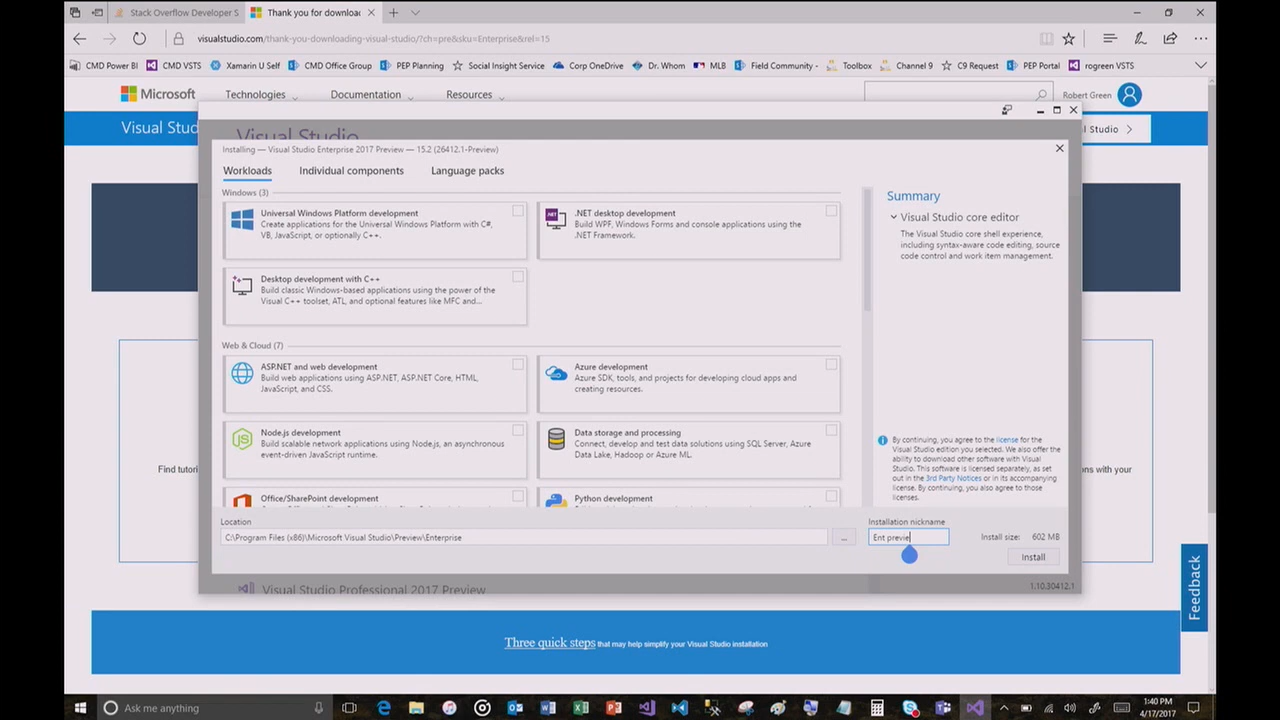 Stack Overflow Developer S
Thank you for downloa
visualstudio.com/thank-you-downloading-visual-studio/?ch=pre&sku=Enterprise&rel=15
CMD Power BI
CMD VSTS
Xamarin U Self
CMD Office Group
PEP Planning
Social Insight Service
Corp OneDrive
Dr. Whom
MLB
Field Community -
Toolbox
Channel 9
C9 Request
PEP Portal
rogreen VSTS
Microsoft
Technologies
Documentation
Resources
Robert Green
Visual Stud
Visual Studio
l Studio
Installing — Visual Studio Enterprise 2017 Preview — 15.2 (26412.1-Preview)
Workloads
Individual components
Language packs
Windows (3)
Universal Windows Platform development
Create applications for the Universal Windows Platform with C#,
VB, JavaScript, or optionally C++.
.NET desktop development
Build WPF, Windows Forms and console applications using the
.NET Framework.
Desktop development with C++
Build classic Windows-based applications using the power of the
Visual C++ toolset, ATL, and optional features like MFC and...
Web & Cloud (7)
ASP.NET and web development
Build web applications using ASP.NET, ASP.NET Core, HTML,
JavaScript, and CSS.
Azure development
Azure SDK, tools, and projects for developing cloud apps and
creating resources.
Node.js development
Build scalable network applications using Node.js, an asynchronous
event-driven JavaScript runtime.
Data storage and processing
Connect, develop and test data solutions using SQL Server, Azure
Data Lake, Hadoop or Azure ML.
Office/SharePoint development
Python development
Summary
Visual Studio core editor
The Visual Studio core shell experience,
including syntax-aware code editing, source
code control and work item management.
By continuing, you agree to the license for the
Visual Studio edition you selected. We also offer the
ability to download other software with Visual
Studio. This software is licensed separately, as set
out in the 3rd Party Notices or in its accompanying
license. By continuing, you also agree to those
licenses.
Find tutori
ns with your
Location
C:\Program Files (x86)\Microsoft Visual Studio\Preview\Enterprise
...
Installation nickname
Ent previe
Install size: 602 MB
Install
Visual Studio Professional 2017 Preview
1.10.30412.1
Feedback
Three quick steps that may help simplify your Visual Studio installation
Ask me anything
1:40 PM
4/17/2017